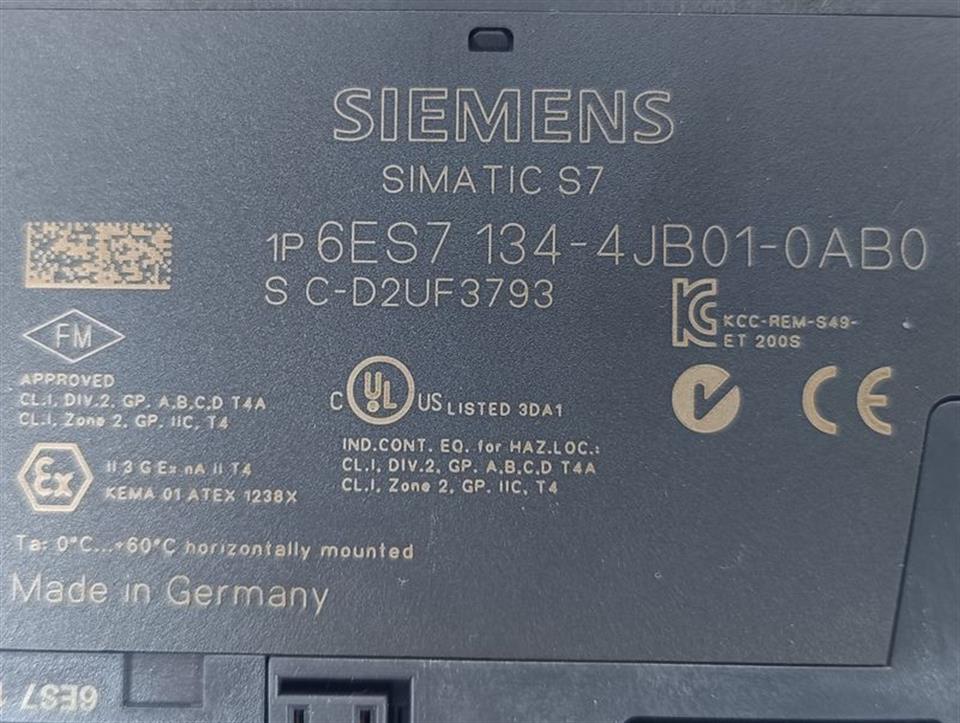 SIEMENS
SIMATIC S7
1P 6ES7 134-4JB01-0AB0
S C-D2UF3793
KCC-REM-S49-
ET 200S
FM
APPROVED
CL.I, DIV.2, GP. A,B,C,D T4A
CL.I, Zone 2, GP. IIC, T4
C UL US LISTED 3DA1
IND.CONT. EQ. for HAZ.LOC.:
CL.I, DIV.2, GP. A,B,C,D T4A
CL.I, Zone 2, GP. IIC, T4
CE
Ex II 3 G Ex nA II T4
KEMA 01 ATEX 1238X
Ta: 0°C...+60°C horizontally mounted
Made in Germany
6ES7